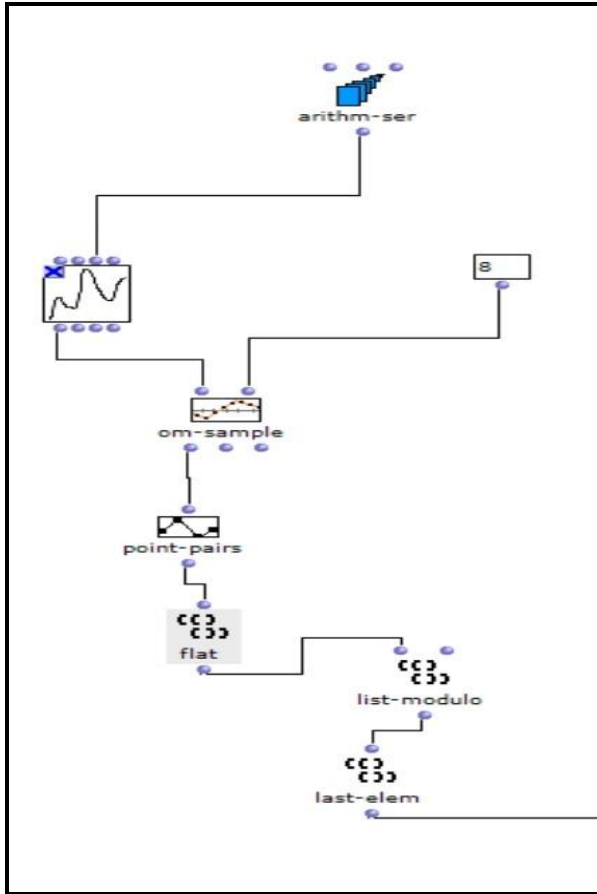 arithm-ser
8
om-sample
point-pairs
flat
list-modulo
last-elem